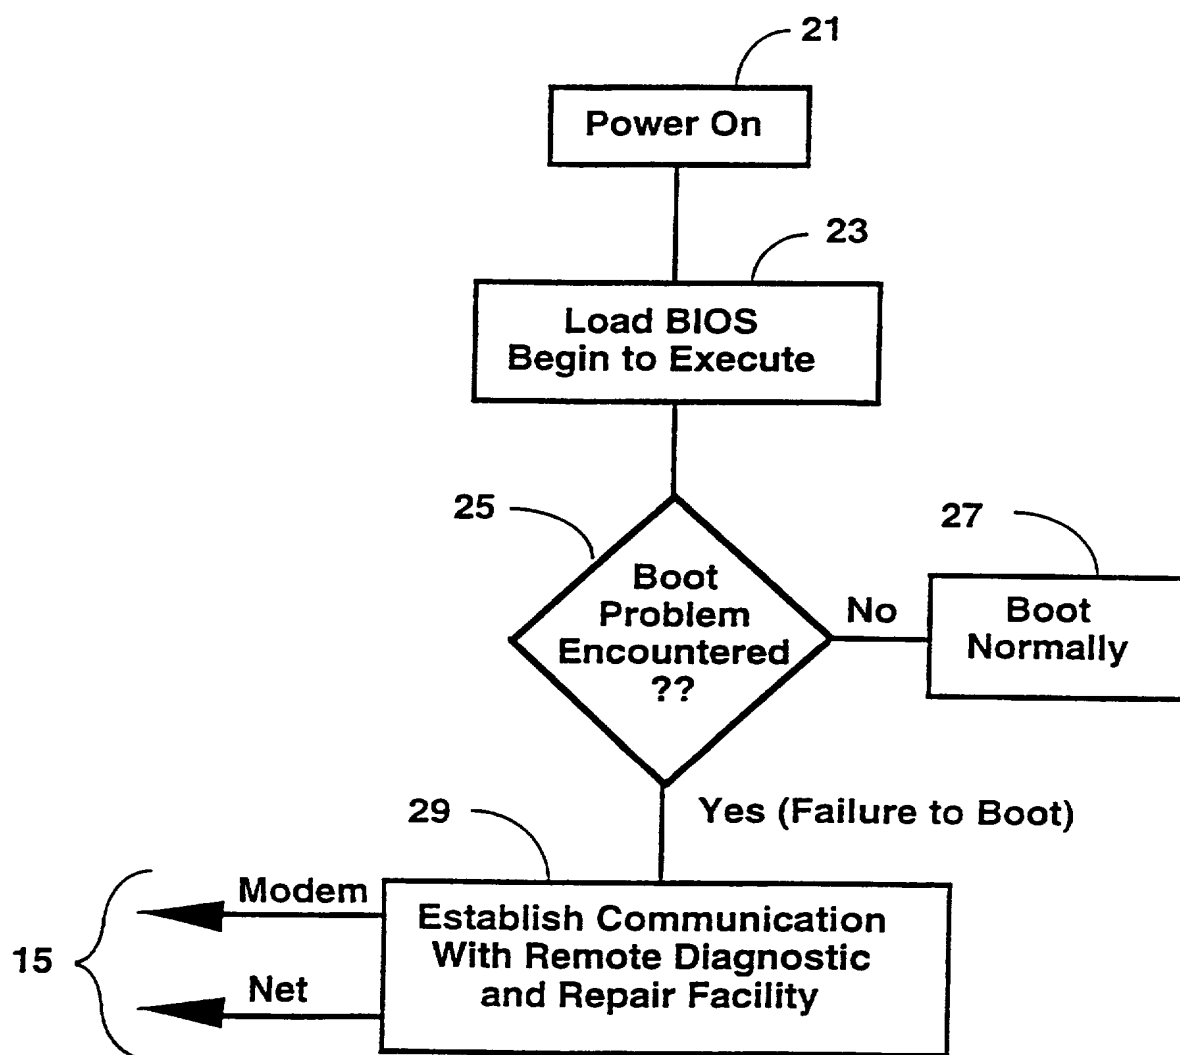 21
Power On
23
Load BIOS
Begin to Execute
25
27
Boot
Problem
Encountered
??
No
Boot
Normally
Yes (Failure to Boot)
29
15
Modem
Net
Establish Communication
With Remote Diagnostic
and Repair Facility